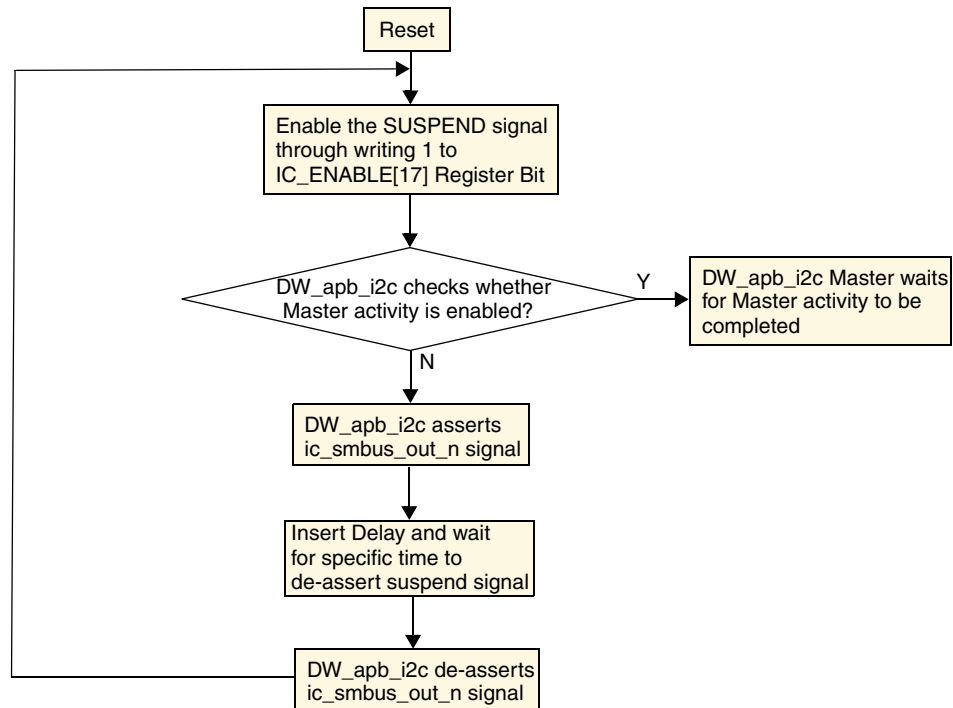 Reset
Enable the SUSPEND signal
through writing 1 to
IC_ENABLE[17] Register Bit
DW_apb_i2c checks whether
Master activity is enabled?
Y
DW_apb_i2c Master waits
for Master activity to be
completed
N
DW_apb_i2c asserts
ic_smbus_out_n signal
Insert Delay and wait
for specific time to
de-assert suspend signal
DW_apb_i2c de-asserts
ic_smbus_out_n signal